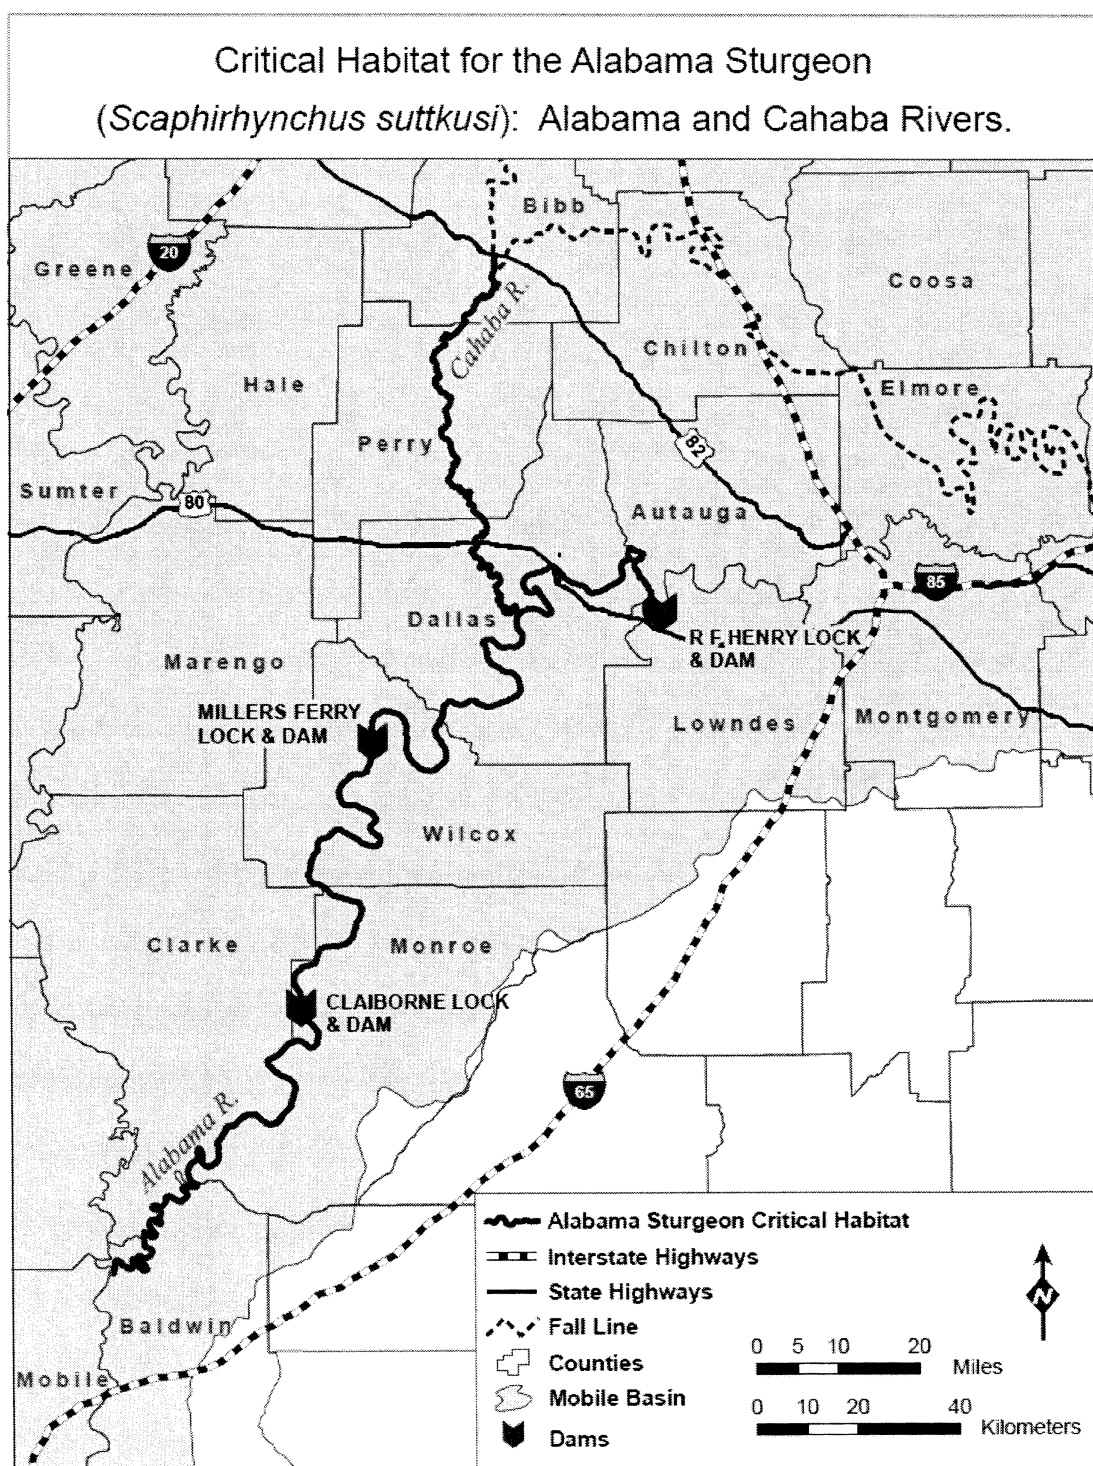 Critical Habitat for the Alabama Sturgeon
(Scaphirhynchus suttkusi): Alabama and Cahaba Rivers.
Bibb
20
Greene
Coosa
Cahaba R.
Chilton
Hale
Elmore
Perry
82
Sumter
80
Autauga
85
Dallas
R F. HENRY LOCK
& DAM
Marengo
MILLERS FERRY
LOCK & DAM
Lowndes
Montgomery
Wilcox
Clarke
Monroe
CLAIBORNE LOCK
& DAM
65
Alabama R.
Baldwin
Mobile
Alabama Sturgeon Critical Habitat
Interstate Highways
State Highways
Fall Line
Counties
Mobile Basin
Dams
N
0 5 10 20
Miles
0 10 20 40
Kilometers